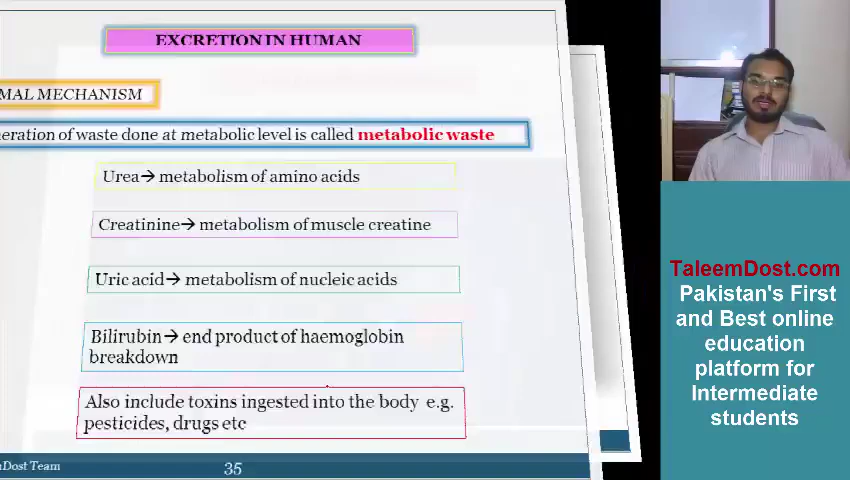 EXCRETION IN HUMAN
MAL MECHANISM
eration of waste done at metabolic level is called metabolic waste
Urea→ metabolism of amino acids
Creatinine→ metabolism of muscle creatine
Uric acid→ metabolism of nucleic acids
Bilirubin→ end product of haemoglobin
breakdown
Also include toxins ingested into the body e.g.
pesticides, drugs etc
mDost Team
35
TaleemDost.com
Pakistan's First
and Best online
education
platform for
Intermediate
students